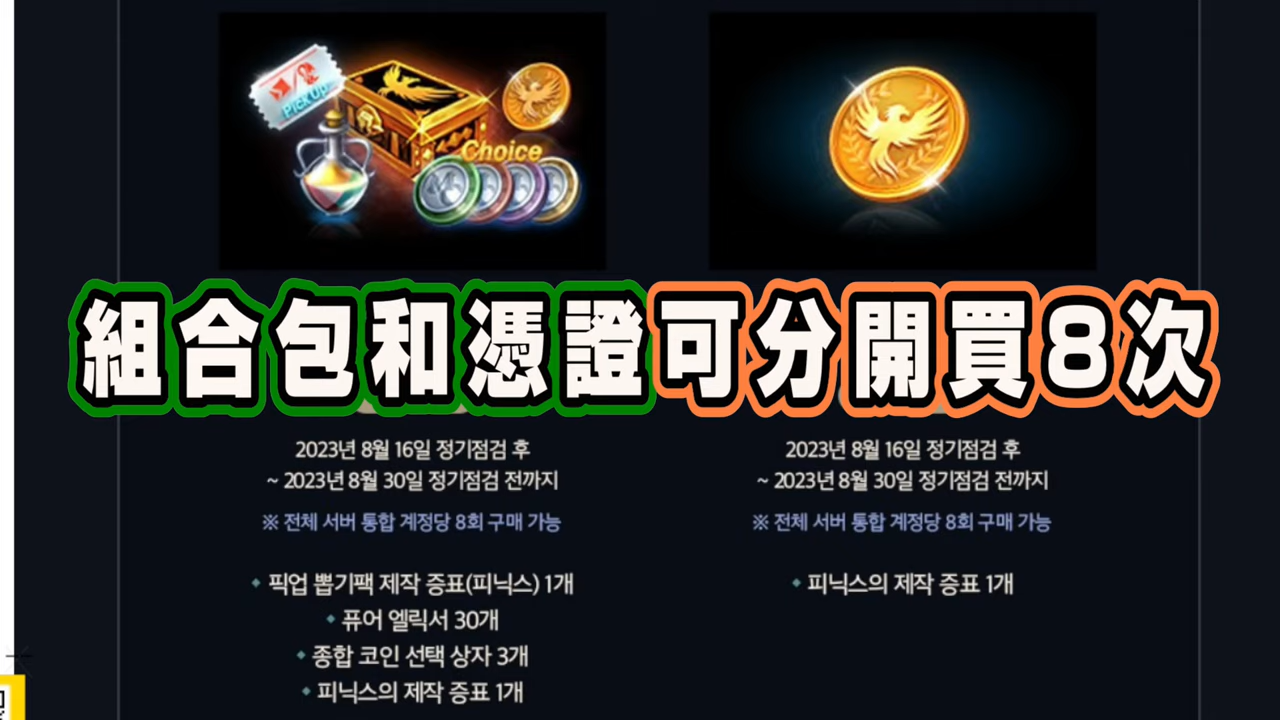 Pick Up
Choice
組合包和憑證可分開買8次
2023년 8월 16일 정기점검 후
~ 2023년 8월 30일 정기점검 전까지
※ 전체 서버 통합 계정당 8회 구매 가능
◆ 픽업 뽑기팩 제작 증표(피닉스) 1개
◆ 퓨어 엘릭서 30개
◆ 종합 코인 선택 상자 3개
◆ 피닉스의 제작 증표 1개
2023년 8월 16일 정기점검 후
~ 2023년 8월 30일 정기점검 전까지
※ 전체 서버 통합 계정당 8회 구매 가능
◆ 피닉스의 제작 증표 1개